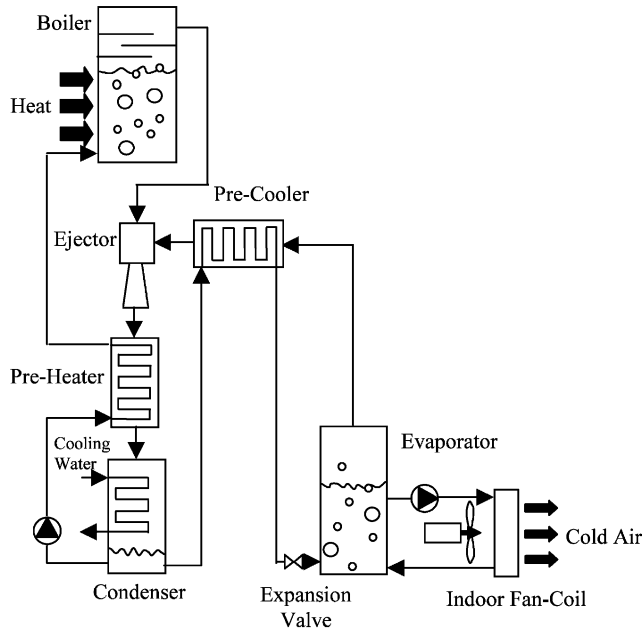 Boiler
Heat
Pre-Cooler
Ejector
Pre-Heater
Cooling
Water
Evaporator
Cold Air
Condenser
Expansion
Valve
Indoor Fan-Coil